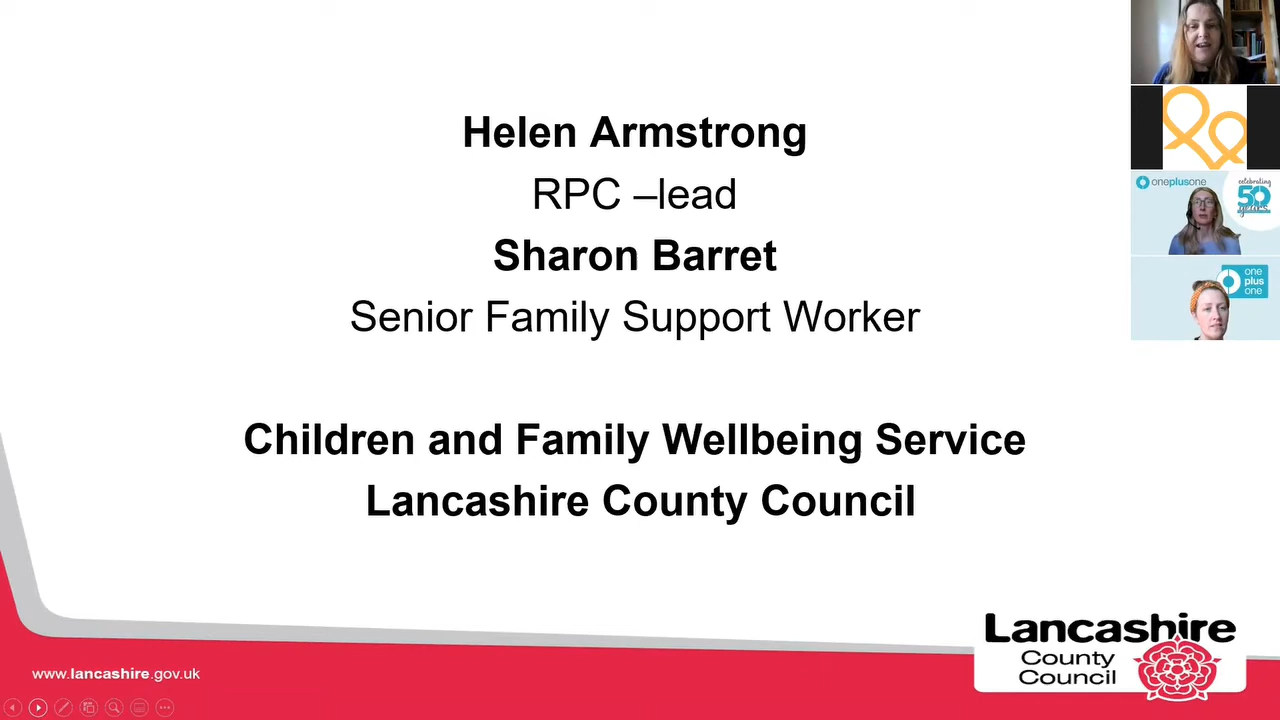 Helen Armstrong
RPC –lead
Sharon Barret
Senior Family Support Worker
Children and Family Wellbeing Service
Lancashire County Council
oneplusone
celebrating
50
years
one
plus
one
www.lancashire.gov.uk
Lancashire
County
Council